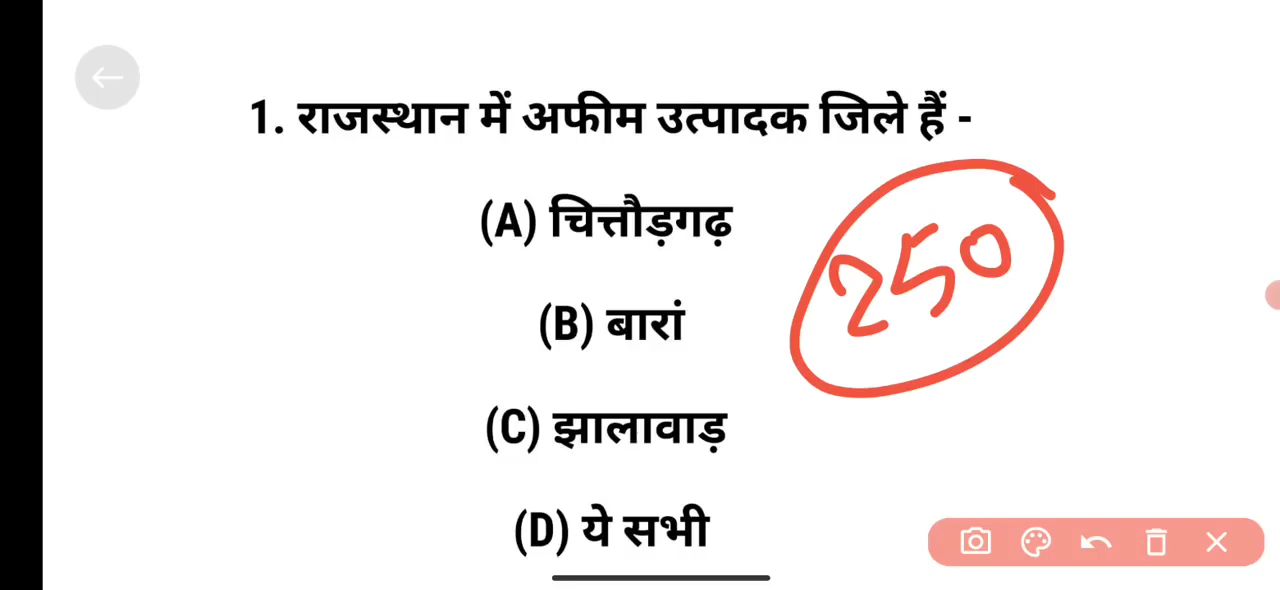 1. राजस्थान में अफीम उत्पादक जिले हैं -
(A) चित्तौड़गढ़
250
(B) बारां
(C) झालावाड़
(D) ये सभी